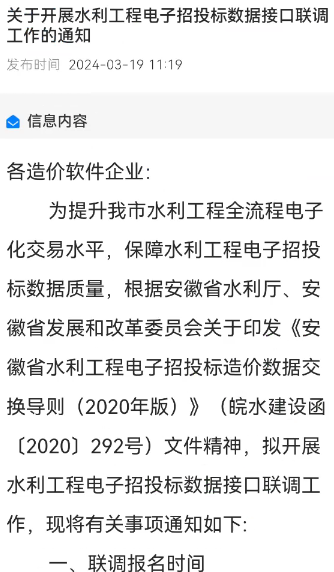 关于开展水利工程电子招投标数据接口联调
工作的通知
发布时间 2024-03-19 11:19
信息内容
各造价软件企业：
为提升我市水利工程全流程电子
化交易水平，保障水利工程电子招投
标数据质量，根据安徽省水利厅、安
徽省发展和改革委员会关于印发《安
徽省水利工程电子招投标造价数据交
换导则（2020年版）》（皖水建设函
〔2020〕292号）文件精神，拟开展
水利工程电子招投标数据接口联调工
作，现将有关事项通知如下:
一、联调报名时间